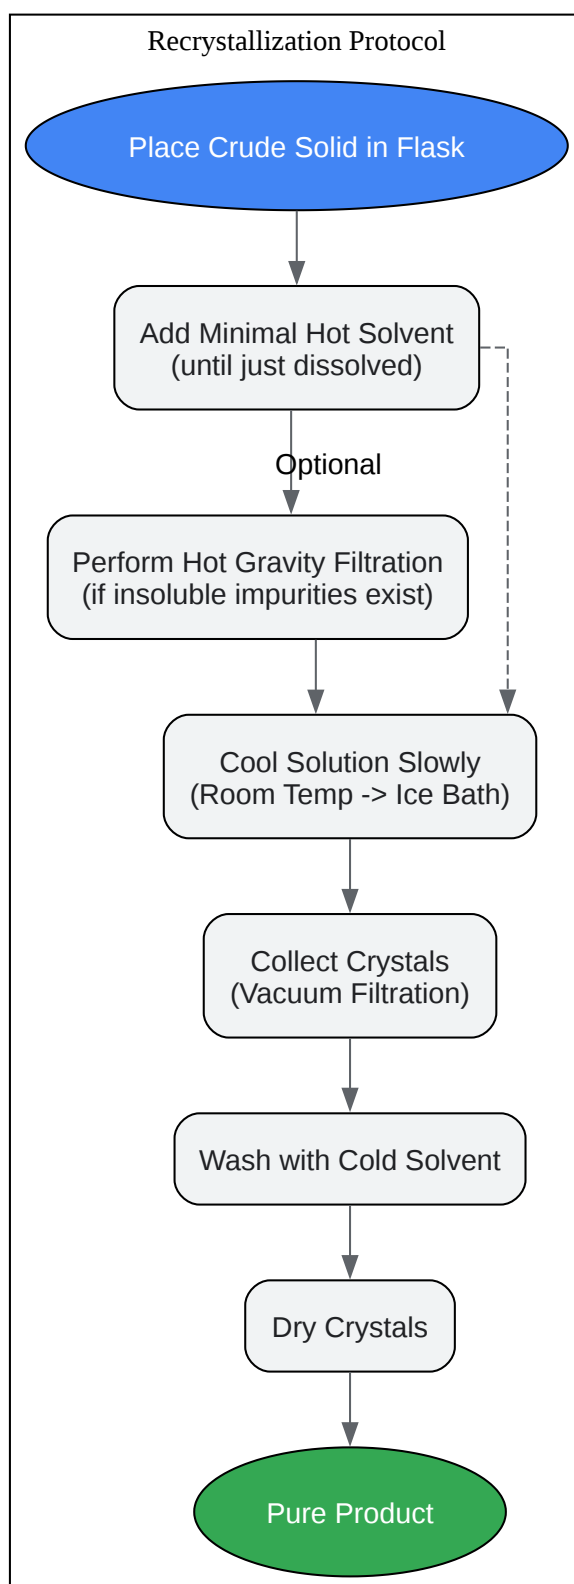 Recrystallization Protocol
Place Crude Solid in Flask
Add Minimal Hot Solvent
(until just dissolved)
Optional
Perform Hot Gravity Filtration
(if insoluble impurities exist)
Cool Solution Slowly
(Room Temp -> Ice Bath)
Collect Crystals
(Vacuum Filtration)
Wash with Cold Solvent
Dry Crystals
Pure Product